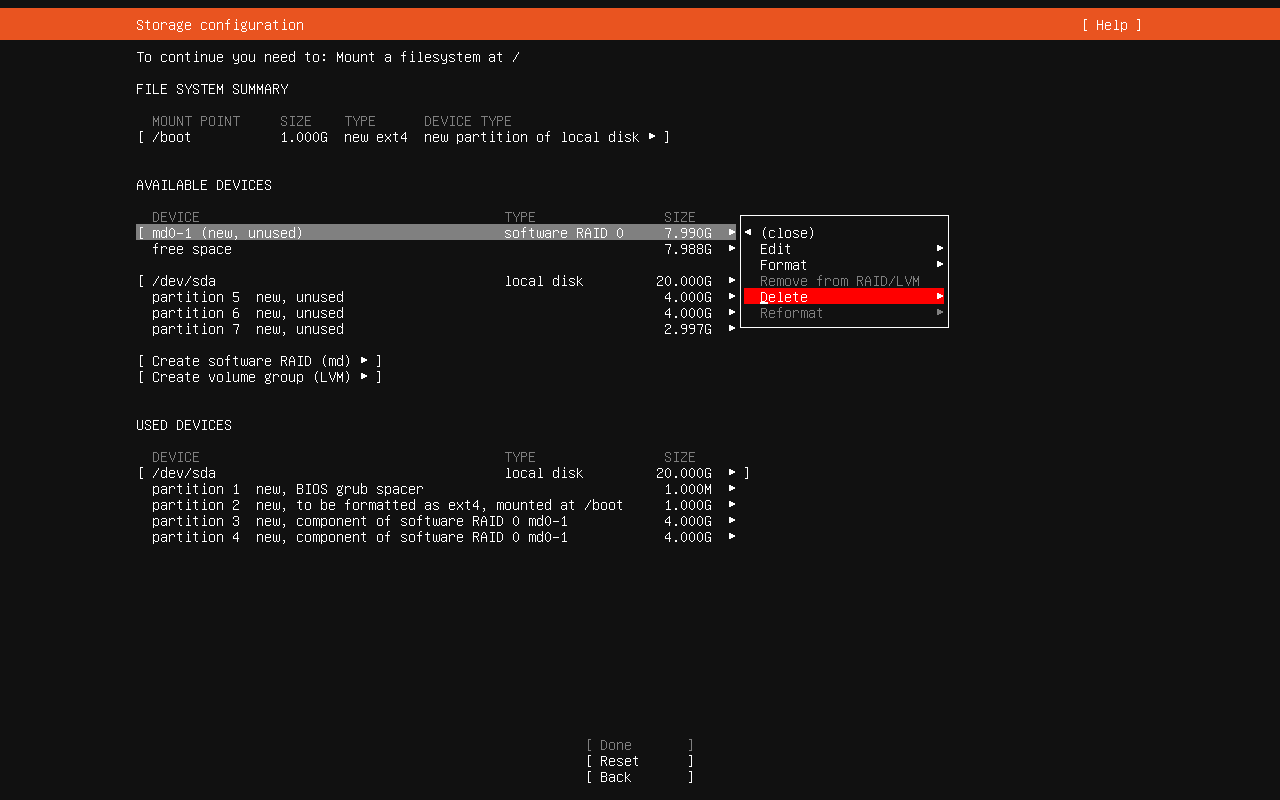 Storage configuration [ Help ]
To continue you need to: Mount a filesystem at /
FILE SYSTEM SUMMARY
MOUNT POINT SIZE TYPE DEVICE TYPE
[ /boot 1.000G new ext4 new partition of local disk ▸ ]
AVAILABLE DEVICES
DEVICE TYPE SIZE
[ md0-1 (new, unused) software RAID 0 7.990G ▸
free space 7.988G ▸
[ /dev/sda local disk 20.000G ▸
partition 5 new, unused 4.000G ▸
partition 6 new, unused 4.000G ▸
partition 7 new, unused 2.997G ▸
◂ (close)
Edit ▸
Format ▸
Remove from RAID/LVM
Delete ▸
Reformat ▸
[ Create software RAID (md) ▸ ]
[ Create volume group (LVM) ▸ ]
USED DEVICES
DEVICE TYPE SIZE
[ /dev/sda local disk 20.000G ▸ ]
partition 1 new, BIOS grub spacer 1.000M ▸
partition 2 new, to be formatted as ext4, mounted at /boot 1.000G ▸
partition 3 new, component of software RAID 0 md0-1 4.000G ▸
partition 4 new, component of software RAID 0 md0-1 4.000G ▸
[ Done ]
[ Reset ]
[ Back ]